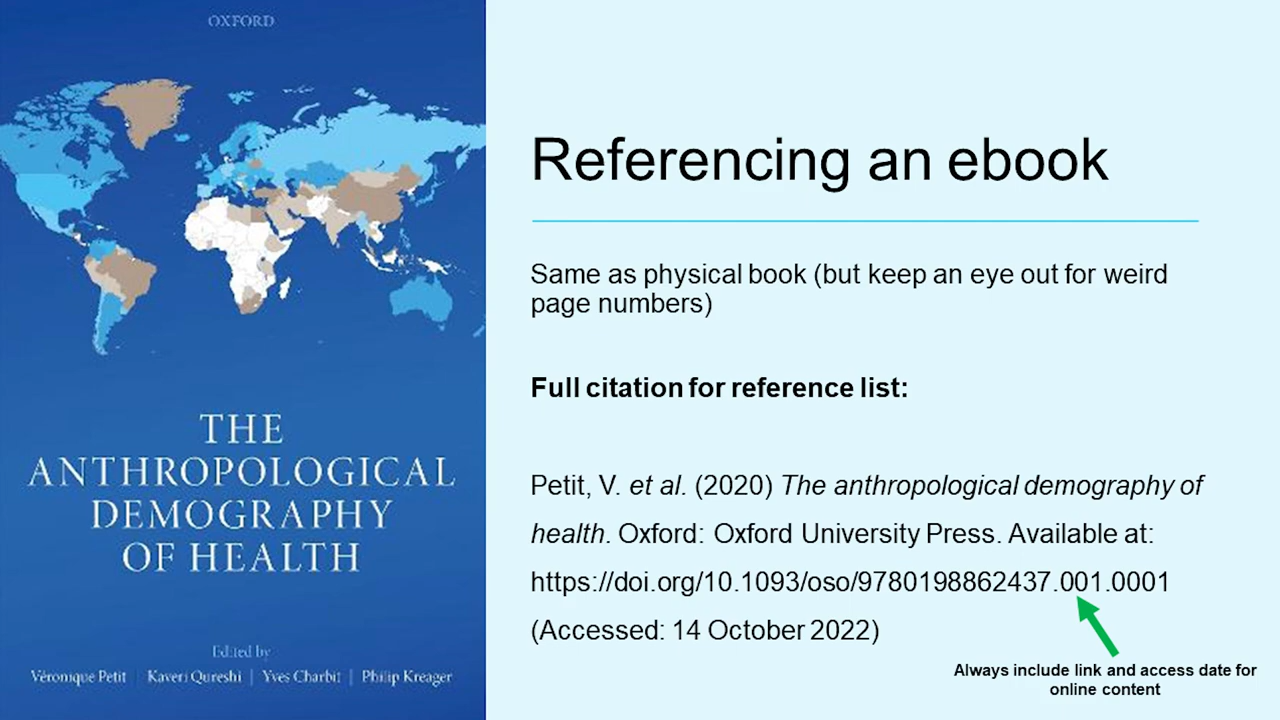 OXFORD
THE
ANTHROPOLOGICAL
DEMOGRAPHY
OF HEALTH
Edited by
Véronique Petit | Kaveri Qureshi | Yves Charbit | Philip Kreager
Referencing an ebook
Same as physical book (but keep an eye out for weird
page numbers)
Full citation for reference list:
Petit, V. et al. (2020) The anthropological demography of
health. Oxford: Oxford University Press. Available at:
https://doi.org/10.1093/oso/9780198862437.001.0001
(Accessed: 14 October 2022)
Always include link and access date for
online content